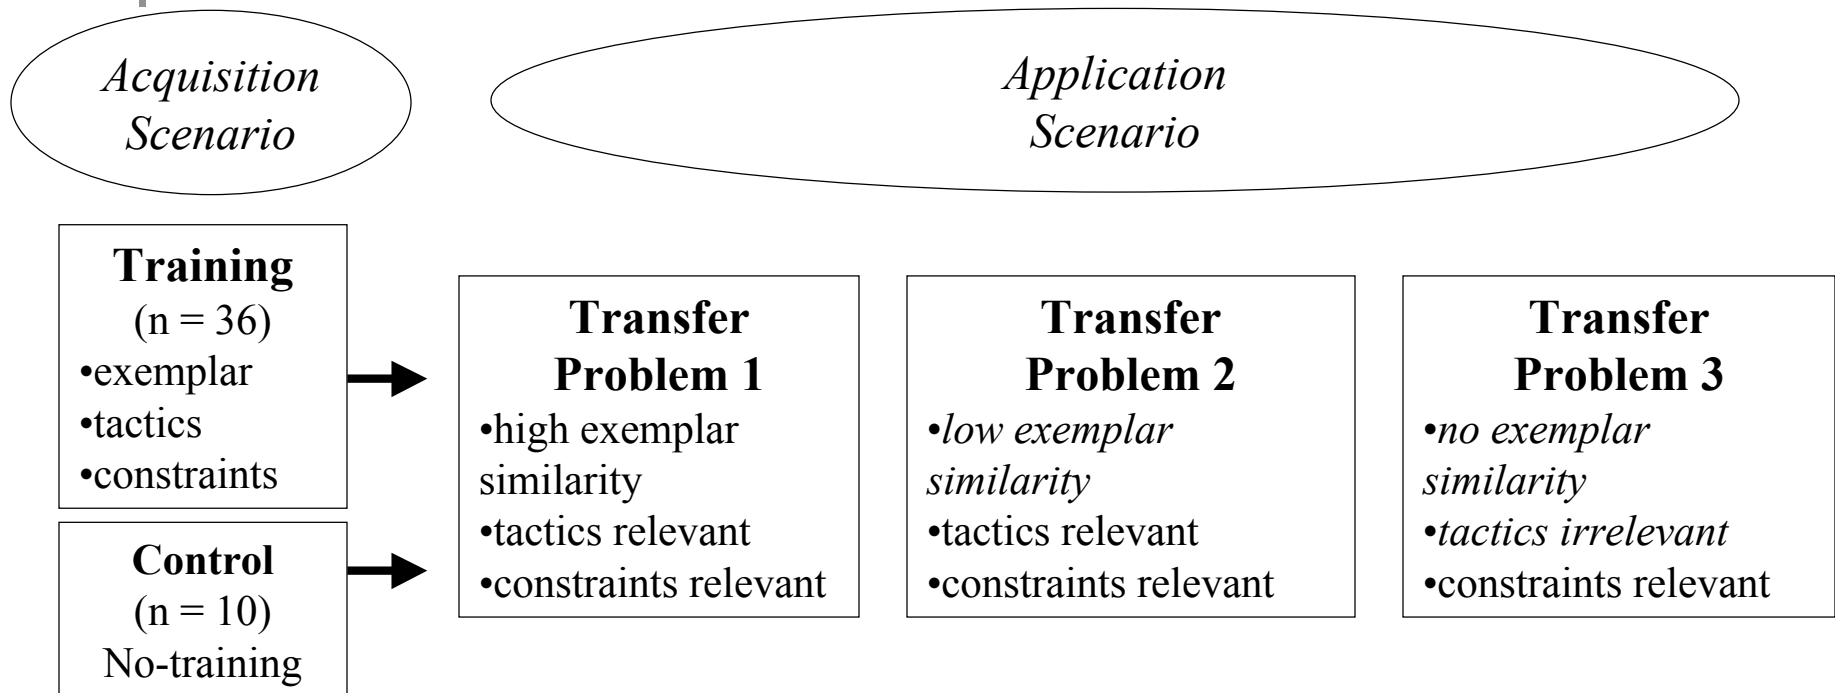 Acquisition
Scenario
Application
Scenario
Training
(n = 36)
•exemplar
•tactics
•constraints
Control
(n = 10)
No-training
Transfer
Problem 1
•high exemplar
similarity
•tactics relevant
•constraints relevant
Transfer
Problem 2
•low exemplar
similarity
•tactics relevant
•constraints relevant
Transfer
Problem 3
•no exemplar
similarity
•tactics irrelevant
•constraints relevant